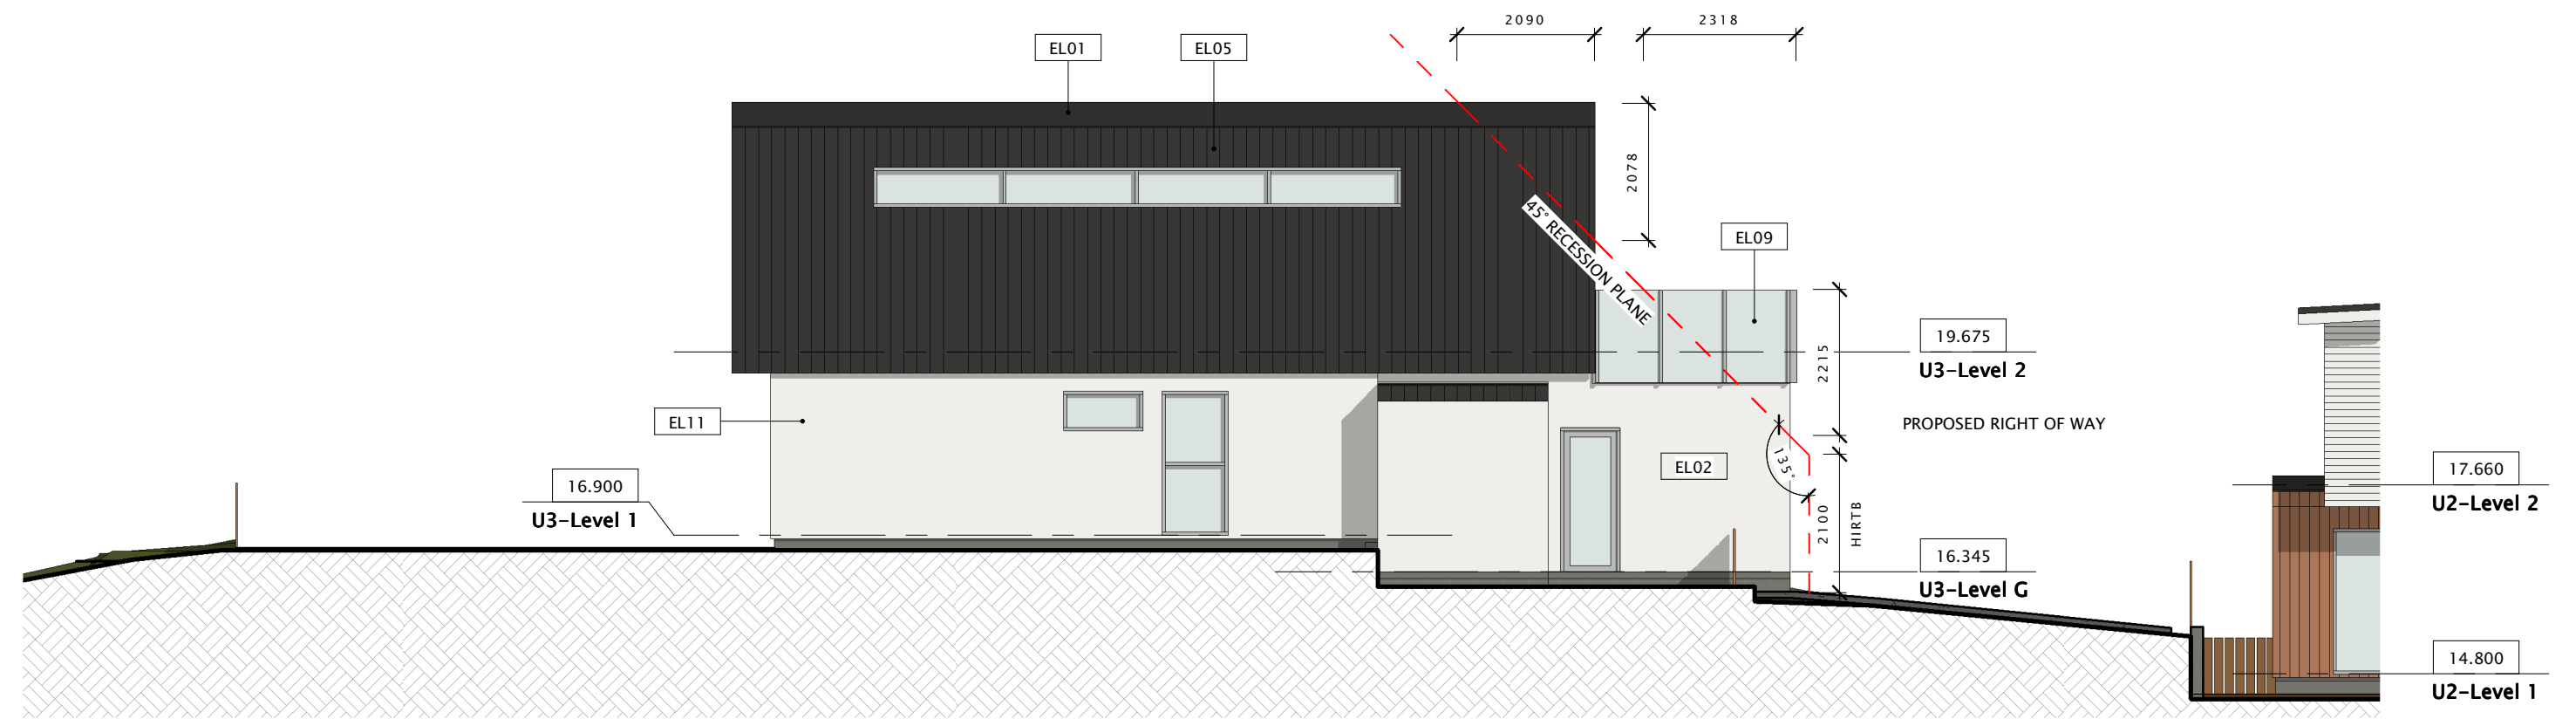 2090
2318
EL01
EL05
2078
45° RECESSION PLANE
EL09
19.675
U3-Level 2
2215
EL11
PROPOSED RIGHT OF WAY
135°
EL02
17.660
U2-Level 2
16.900
U3-Level 1
2100
HIRTB
16.345
U3-Level G
14.800
U2-Level 1